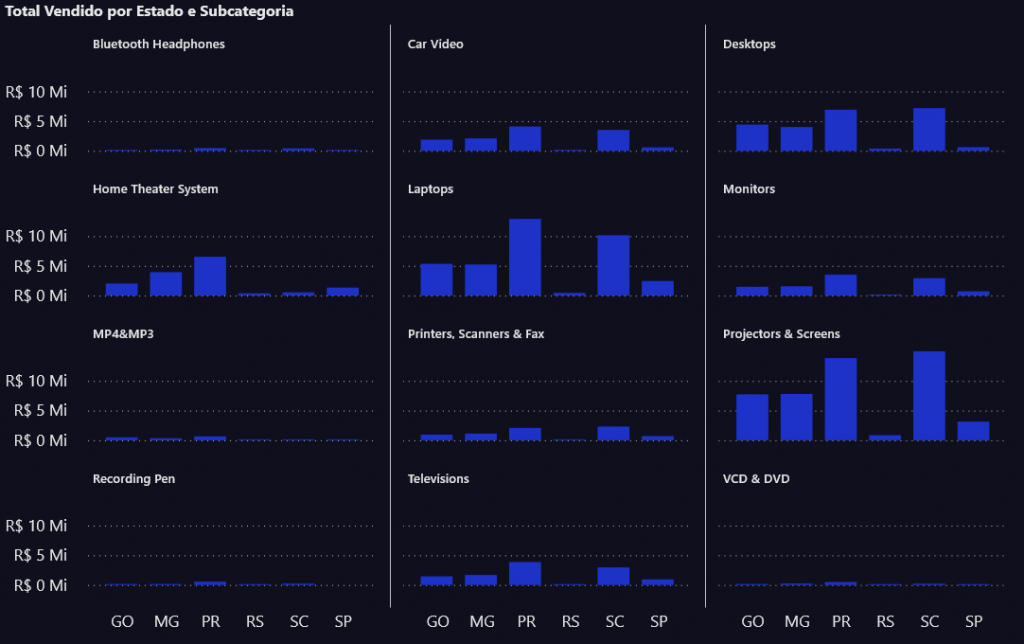 Total Vendido por Estado e Subcategoria
Bluetooth Headphones
Car Video
Desktops
R$ 10 Mi
R$ 5 Mi
R$ 0 Mi
Home Theater System
Laptops
Monitors
R$ 10 Mi
R$ 5 Mi
R$ 0 Mi
MP4&MP3
Printers, Scanners & Fax
Projectors & Screens
R$ 10 Mi
R$ 5 Mi
R$ 0 Mi
Recording Pen
Televisions
VCD & DVD
R$ 10 Mi
R$ 5 Mi
R$ 0 Mi
GO MG PR RS SC SP
GO MG PR RS SC SP
GO MG PR RS SC SP